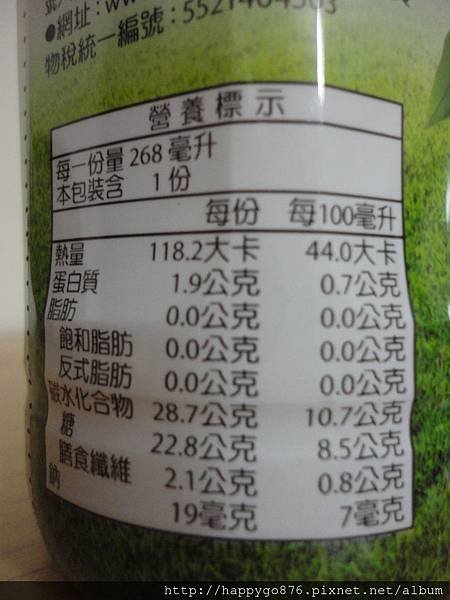 ●網址：www
物稅統一編號：5521404303
營養標示
每一份量 268 毫升
本包裝含 1 份
每份 每100毫升
熱量 118.2大卡 44.0大卡
蛋白質 1.9公克 0.7公克
脂肪 0.0公克 0.0公克
飽和脂肪 0.0公克 0.0公克
反式脂肪 0.0公克 0.0公克
碳水化合物 28.7公克 10.7公克
糖 22.8公克 8.5公克
膳食纖維 2.1公克 0.8公克
鈉 19毫克 7毫克
http://happygo876.pixnet.net/album